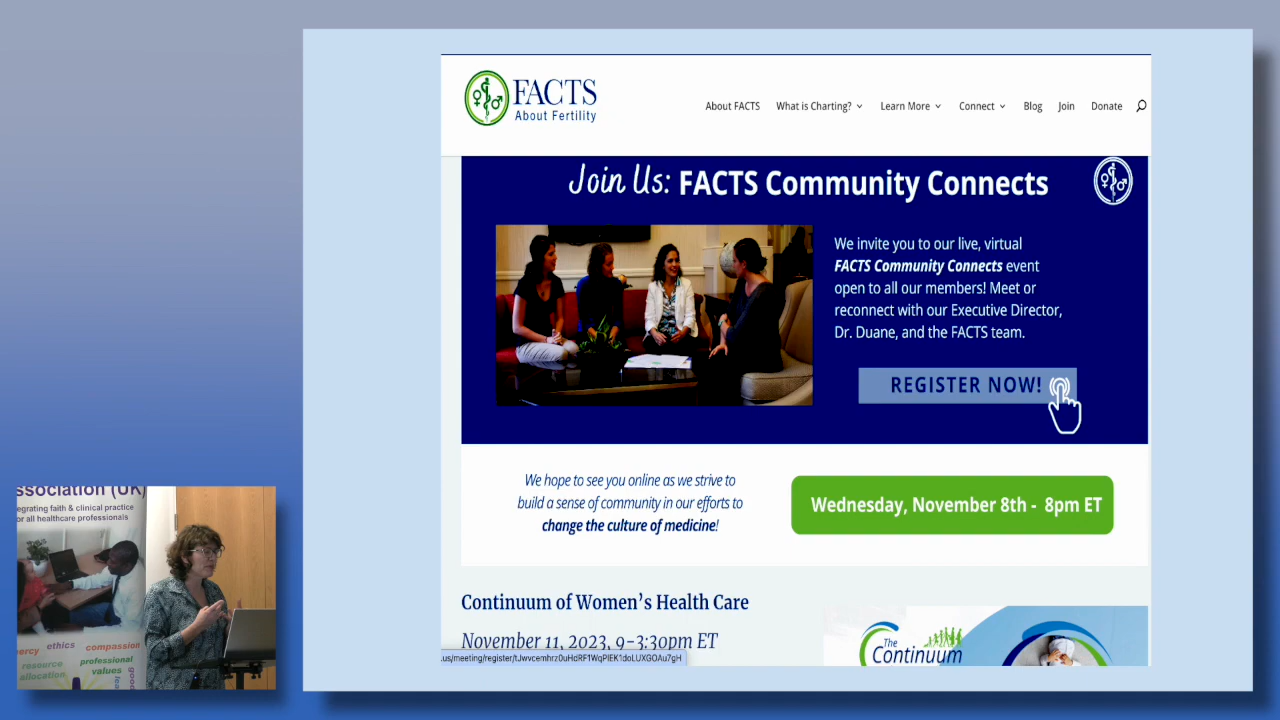 FACTS
About Fertility
About FACTS What is Charting? Learn More Connect Blog Join Donate
Join Us: FACTS Community Connects
We invite you to our live, virtual
FACTS Community Connects event
open to all our members! Meet or
reconnect with our Executive Director,
Dr. Duane, and the FACTS team.
REGISTER NOW!
We hope to see you online as we strive to
build a sense of community in our efforts to
change the culture of medicine!
Wednesday, November 8th - 8pm ET
Continuum of Women's Health Care
November 11, 2023, 9-3:30pm ET
The
Continuum
ssociation (UK)
egrating faith & clinical practice
or all healthcare professionals
ercy ethics compassion
resource
allocation
professional
values